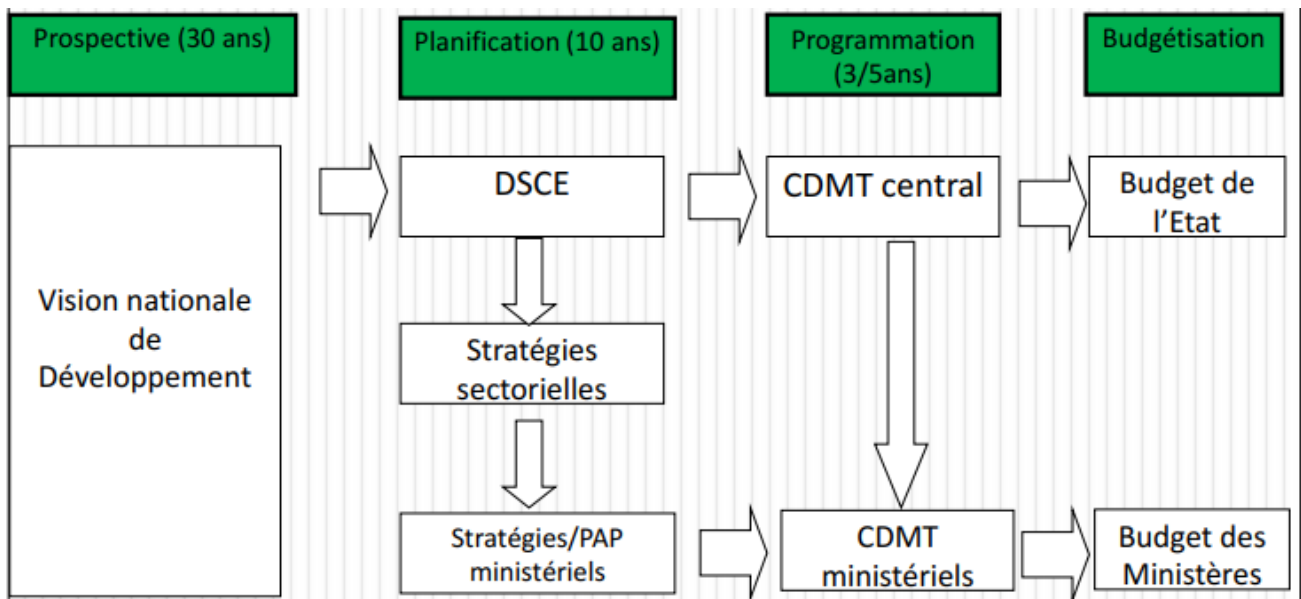 Prospective (30 ans)
Planification (10 ans)
Programmation
(3/5ans)
Budgétisation
Vision nationale
de
Développement
DSCE
CDMT central
Budget de
l’Etat
Stratégies
sectorielles
Stratégies/PAP
ministériels
CDMT
ministériels
Budget des
Ministères